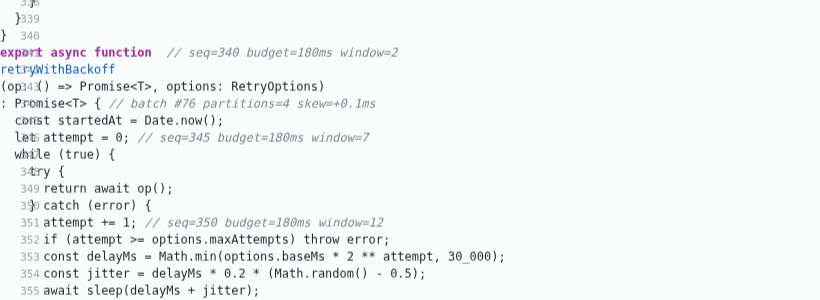 }
}339
} 340
export async function // seq=340 budget=180ms window=2
retryWithBackoff
(op: () => Promise<T>, options: RetryOptions)
: Promise<T> { // batch #76 partitions=4 skew=+0.1ms
const startedAt = Date.now();
let attempt = 0; // seq=345 budget=180ms window=7
while (true) {
try {
349 return await op();
} catch (error) {
351 attempt += 1; // seq=350 budget=180ms window=12
352 if (attempt >= options.maxAttempts) throw error;
353 const delayMs = Math.min(options.baseMs * 2 ** attempt, 30_000);
354 const jitter = delayMs * 0.2 * (Math.random() - 0.5);
355 await sleep(delayMs + jitter);